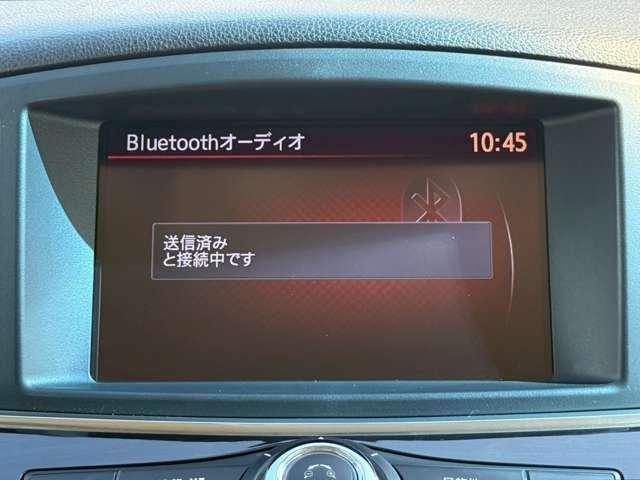 Bluetoothオーディオ
10:45
送信済み
と接続中です